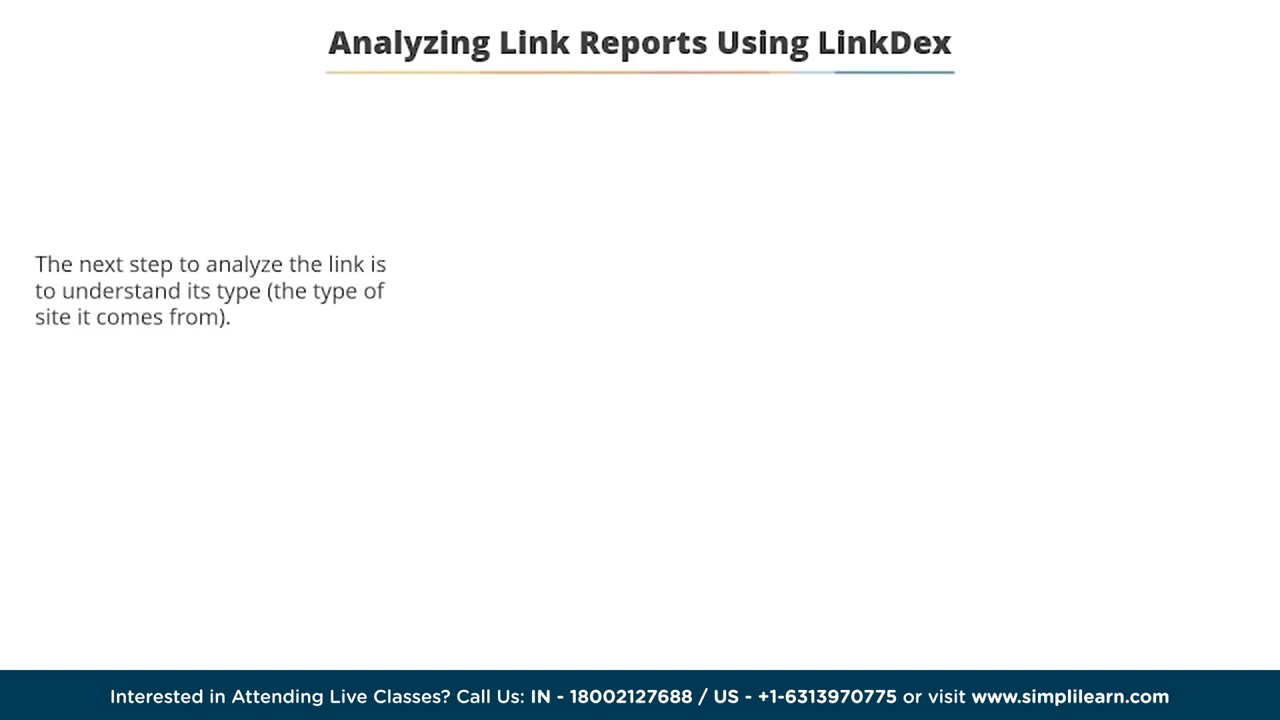 Analyzing Link Reports Using LinkDex
The next step to analyze the link is
to understand its type (the type of
site it comes from).
Interested in Attending Live Classes? Call Us: IN - 18002127688 / US - +1-6313970775 or visit www.simplilearn.com